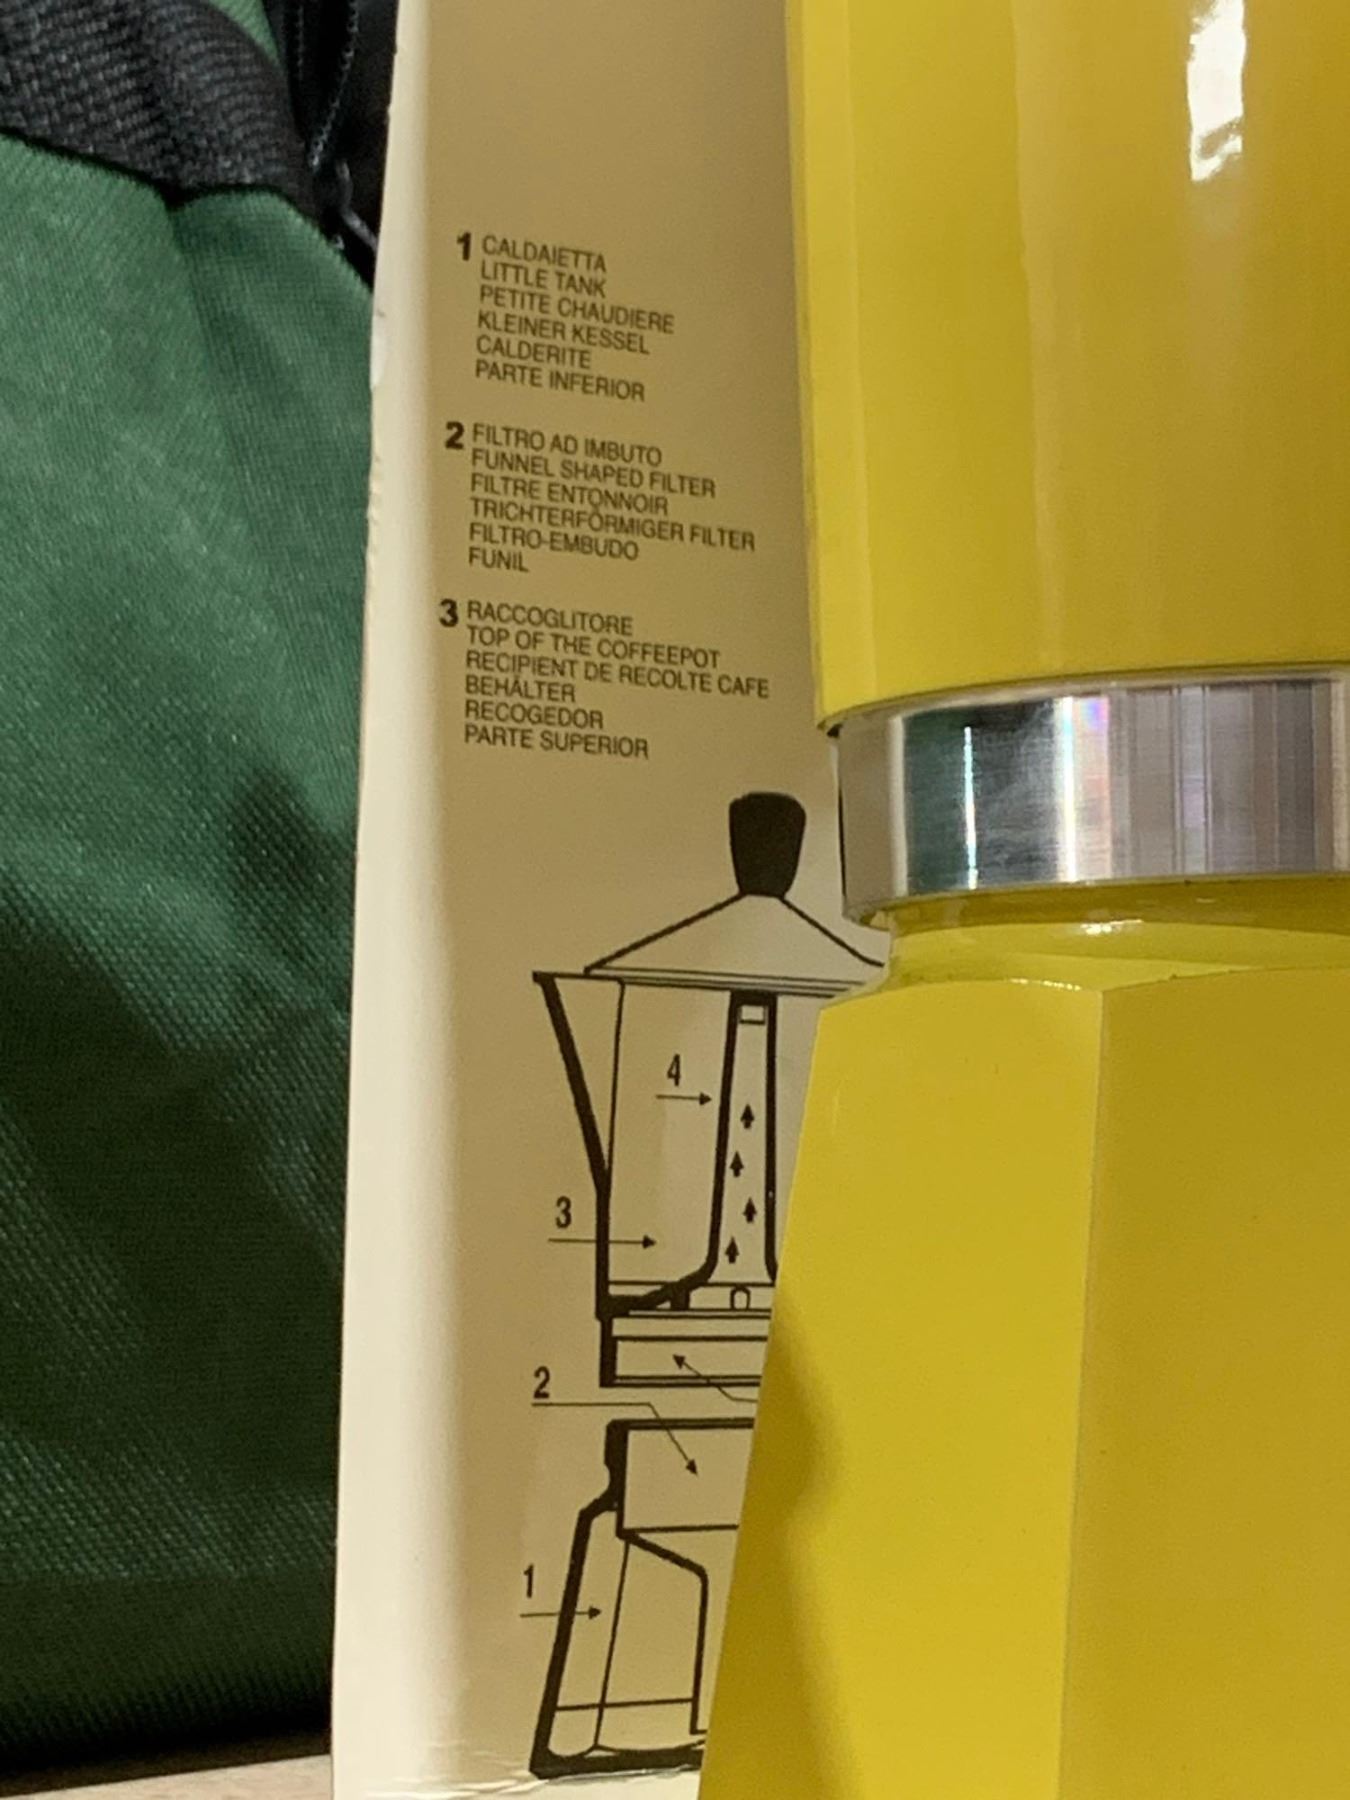 1 CALDAIETTA
LITTLE TANK
PETITE CHAUDIERE
KLEINER KESSEL
CALDERITE
PARTE INFERIOR
2 FILTRO AD IMBUTO
FUNNEL SHAPED FILTER
FILTRE ENTONNOIR
TRICHTERFÖRMIGER FILTER
FILTRO-EMBUDO
FUNIL
3 RACCOGLITORE
TOP OF THE COFFEEPOT
RECIPIENT DE RECOLTE CAFE
BEHÄLTER
RECOGEDOR
PARTE SUPERIOR
4
3
2
1